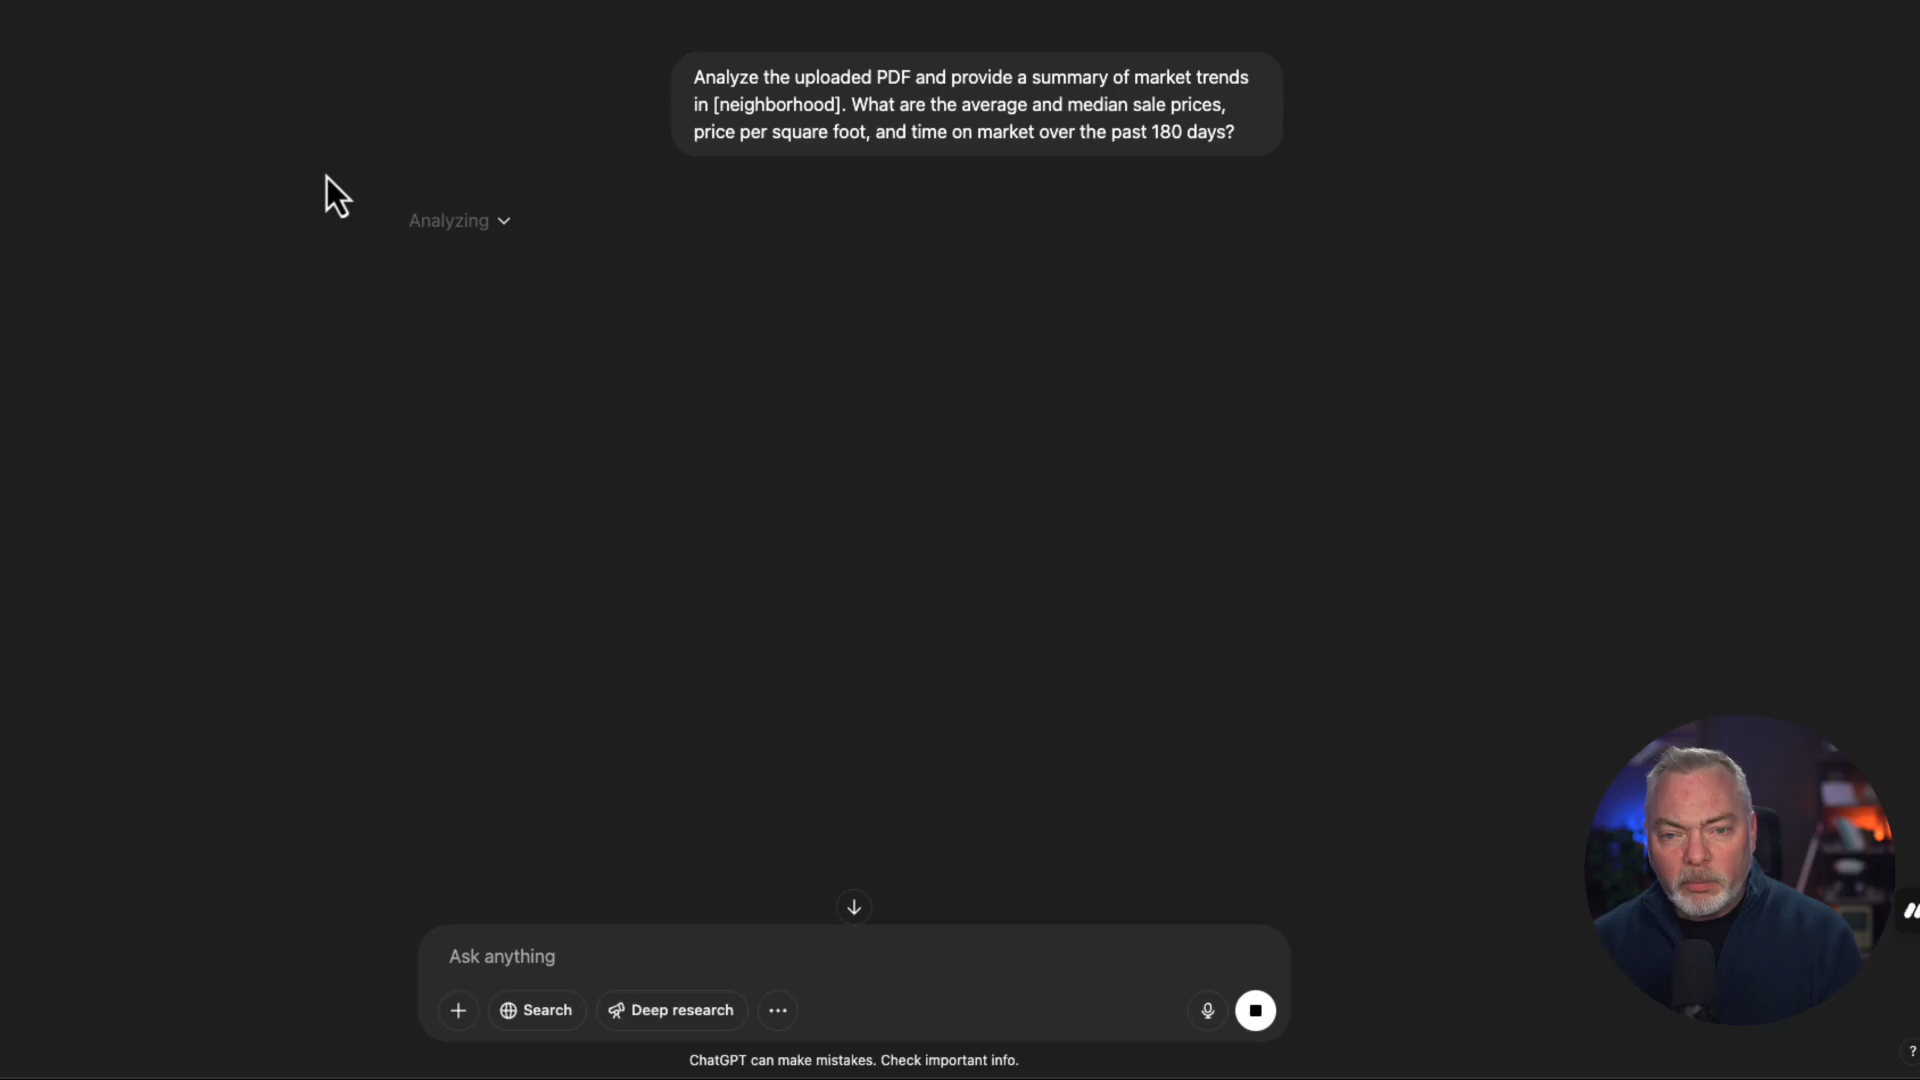 Analyze the uploaded PDF and provide a summary of market trends
in [neighborhood]. What are the average and median sale prices,
price per square foot, and time on market over the past 180 days?
Analyzing
Ask anything
Search
Deep research
ChatGPT can make mistakes. Check important info.
?